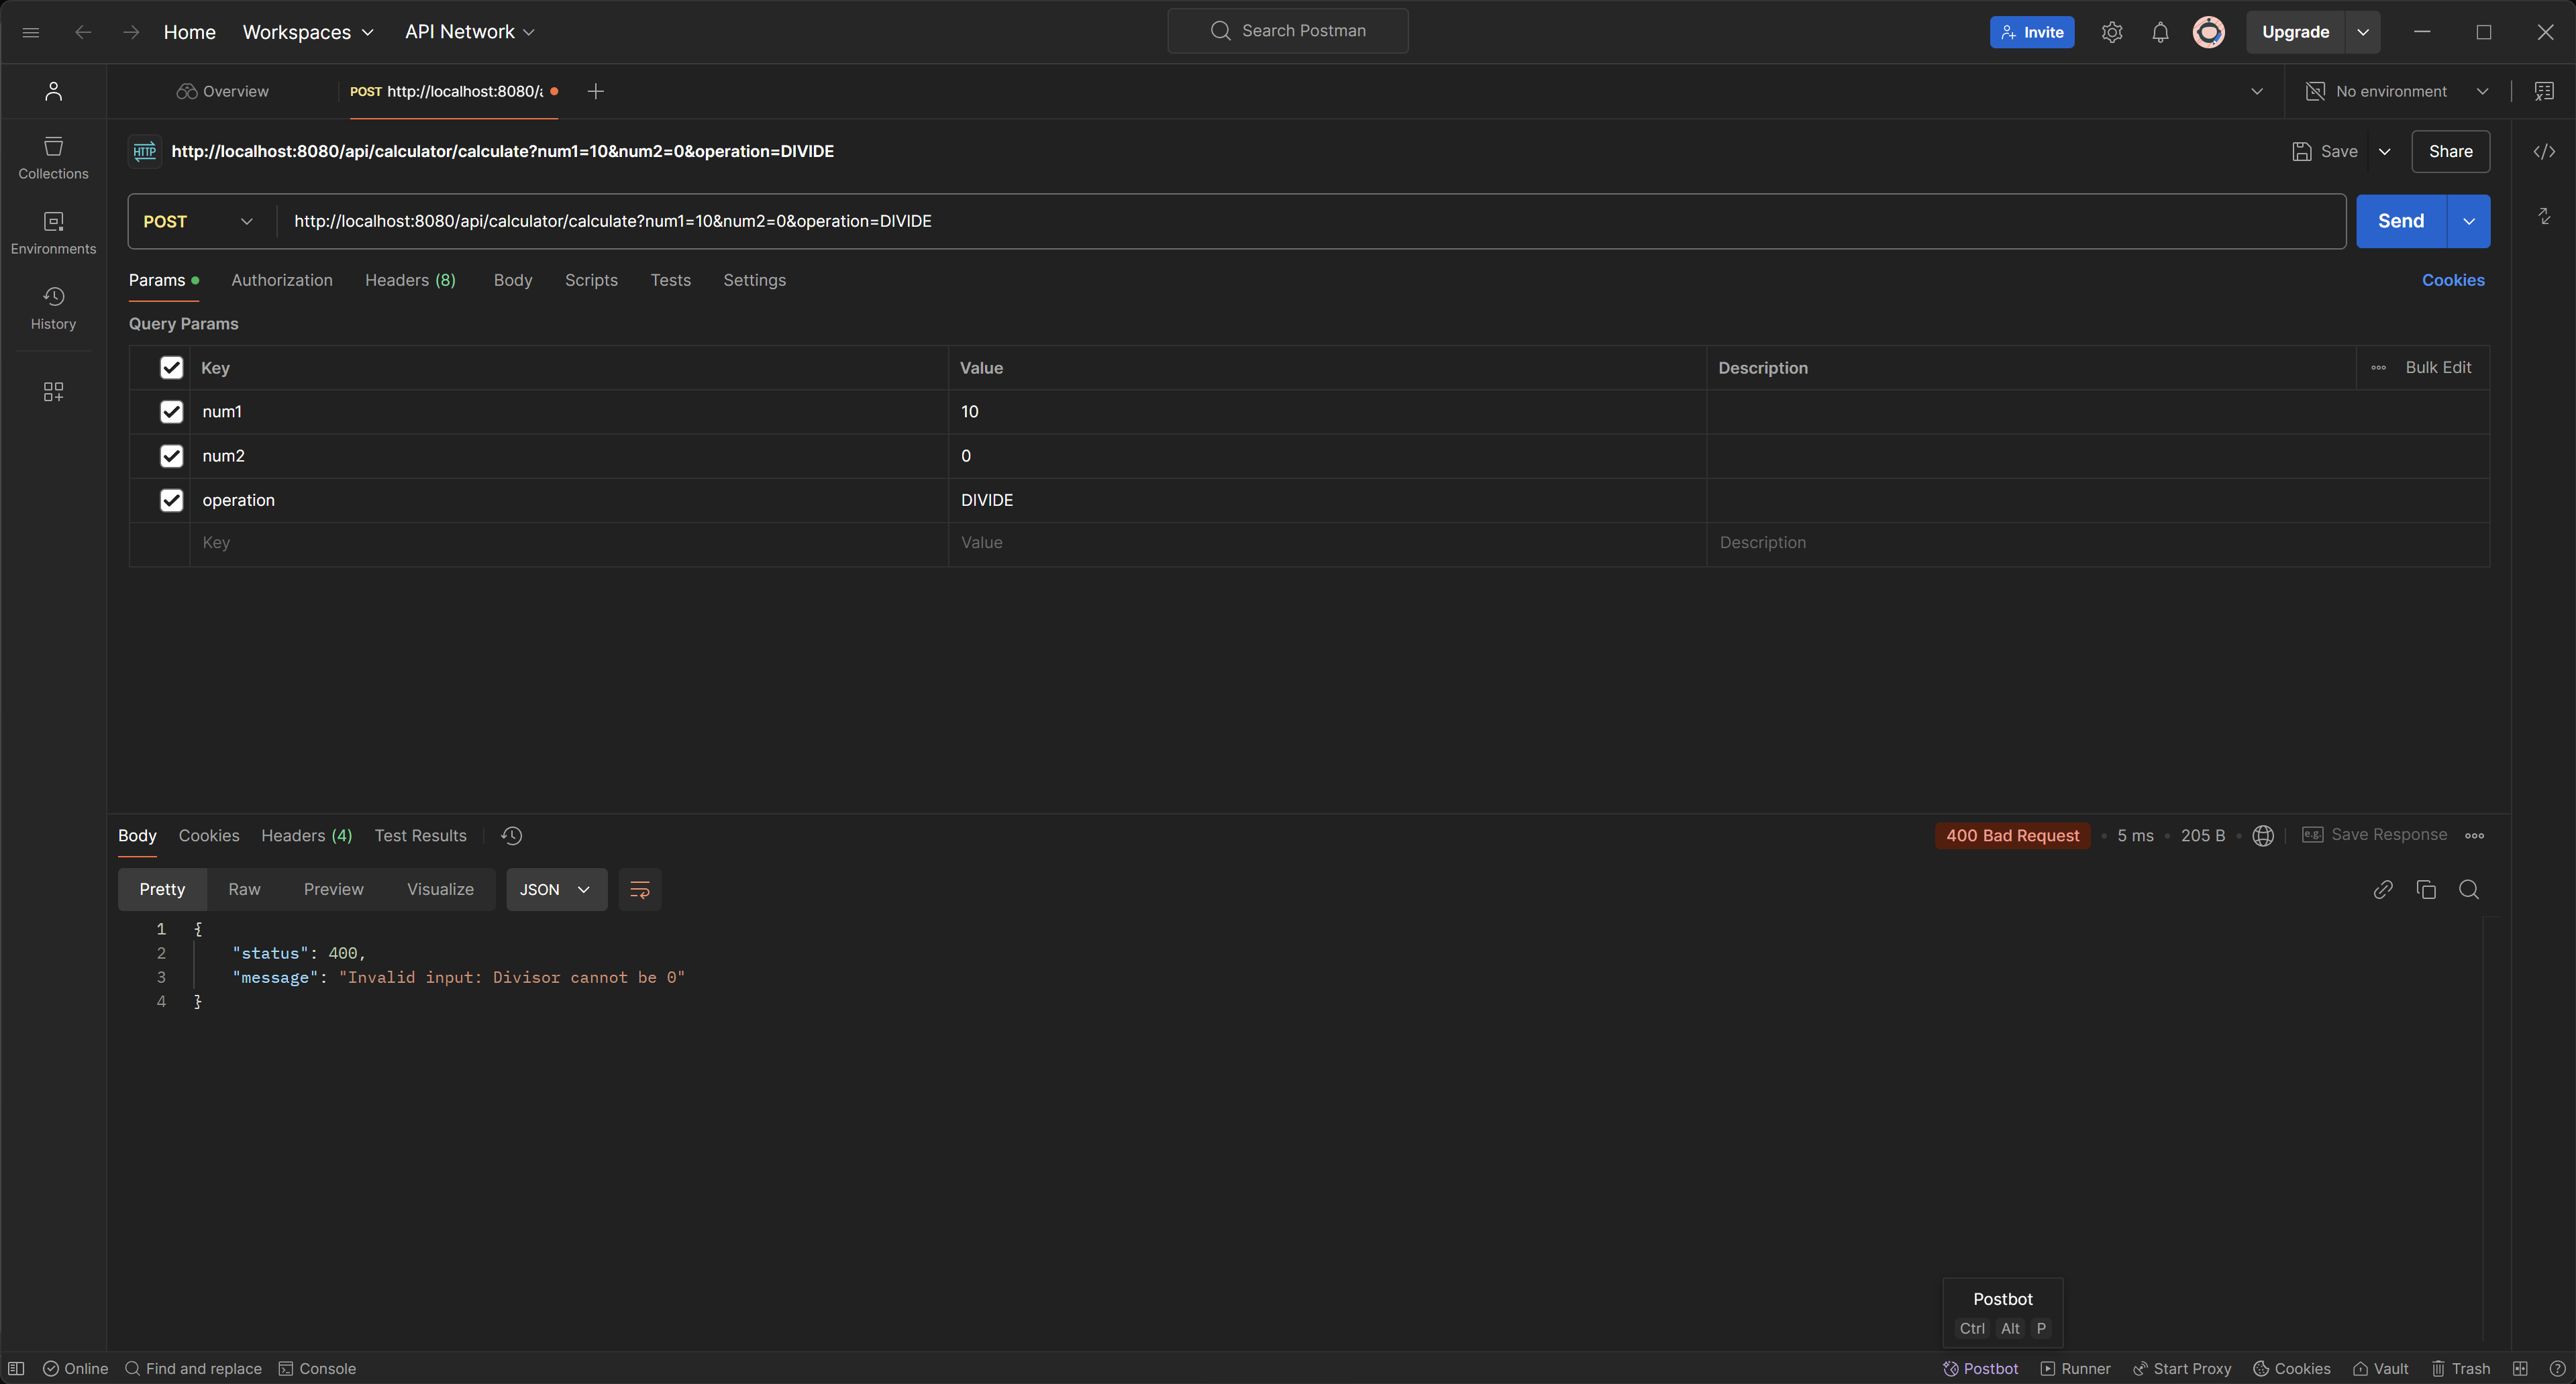 Home Workspaces API Network Search Postman Invite Upgrade
Overview POST http://localhost:8080/ No environment
HTTP http://localhost:8080/api/calculator/calculate?num1=10&num2=0&operation=DIVIDE Save Share
Collections
POST http://localhost:8080/api/calculator/calculate?num1=10&num2=0&operation=DIVIDE Send
Environments
Params Authorization Headers (8) Body Scripts Tests Settings Cookies
History
Query Params
Key Value Description Bulk Edit
num1 10
num2 0
operation DIVIDE
Key Value Description
Body Cookies Headers (4) Test Results 400 Bad Request 5 ms 205 B e.g. Save Response
Pretty Raw Preview Visualize JSON
1 {
2 "status": 400,
3 "message": "Invalid input: Divisor cannot be 0"
4 }
Postbot
Ctrl Alt P
Online Find and replace Console Postbot Runner Start Proxy Cookies Vault Trash